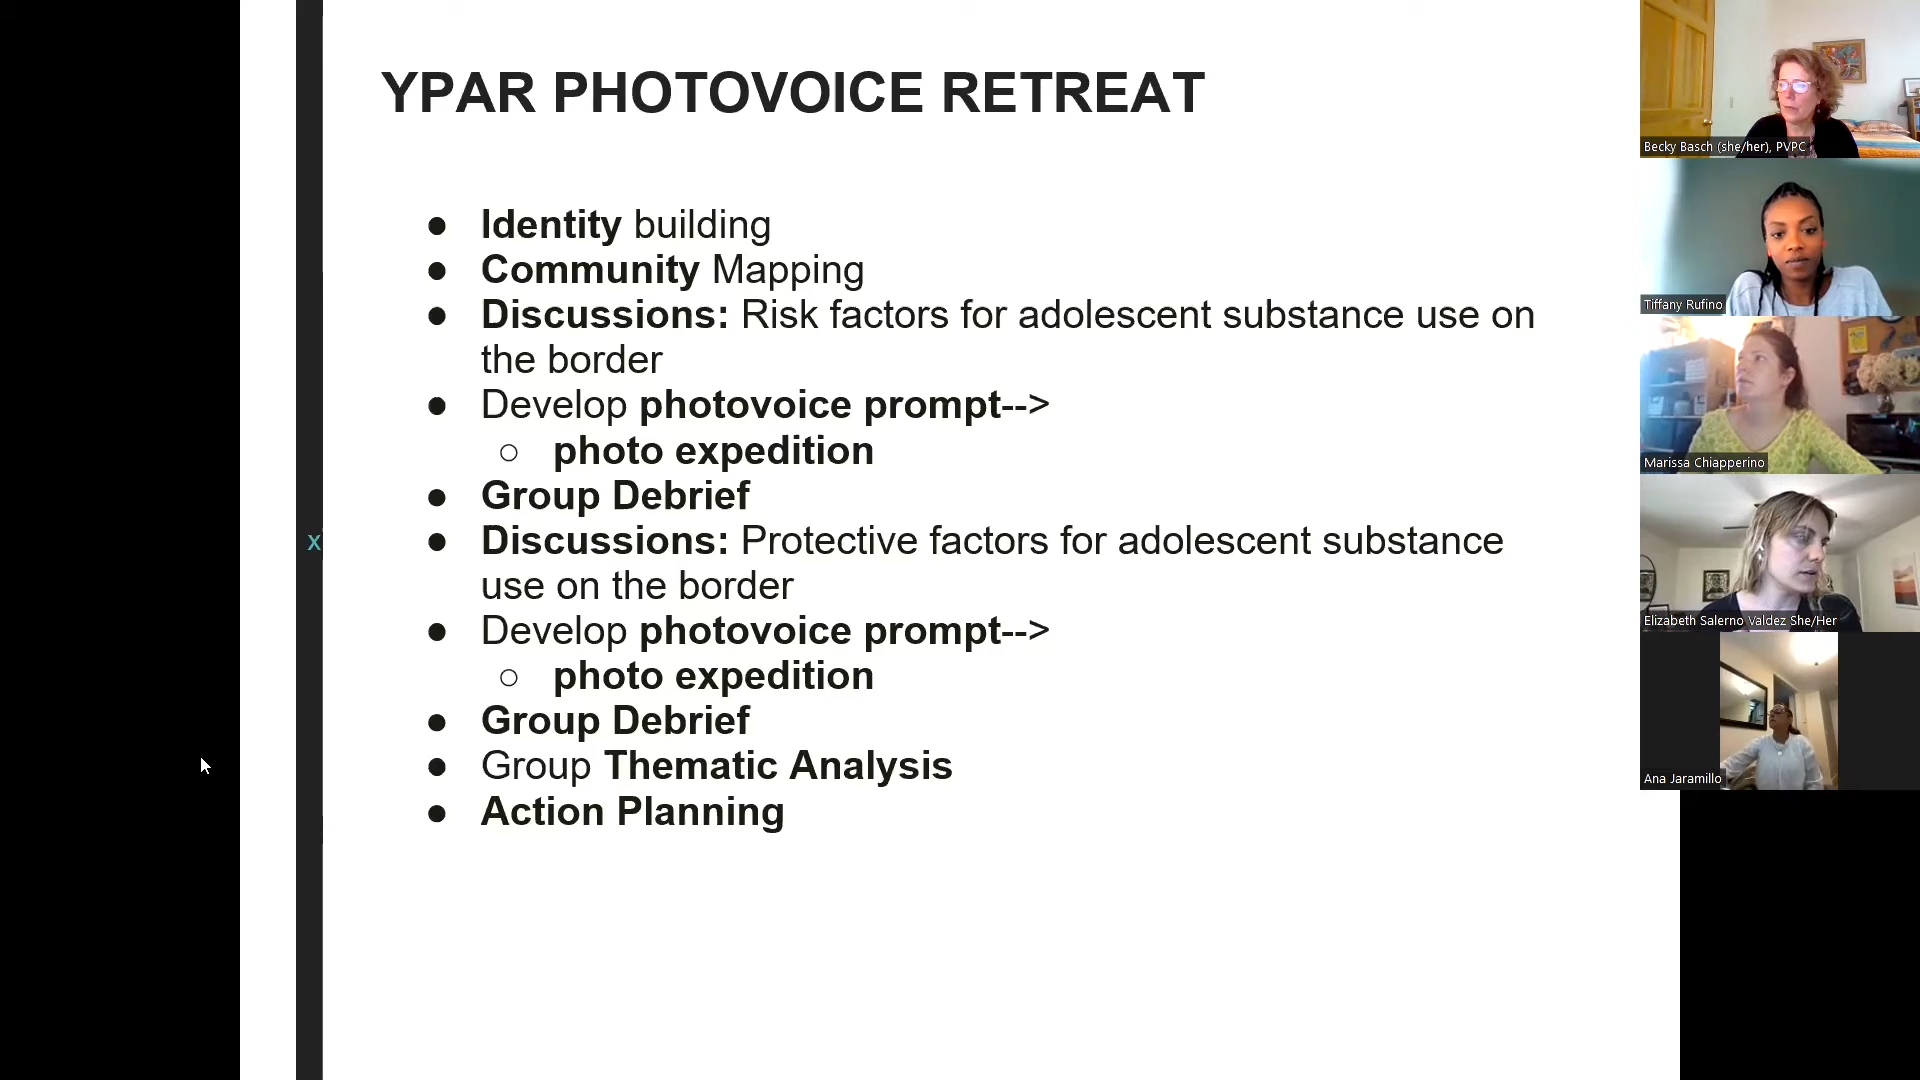 YPAR PHOTOVOICE RETREAT
● Identity building
● Community Mapping
● Discussions: Risk factors for adolescent substance use on
the border
● Develop photovoice prompt-->
○ photo expedition
● Group Debrief
● Discussions: Protective factors for adolescent substance
use on the border
● Develop photovoice prompt-->
○ photo expedition
● Group Debrief
● Group Thematic Analysis
● Action Planning
X
Becky Basch (she/her), PVPC
Tiffany Rufino
Marissa Chiapperino
Elizabeth Salerno Valdez She/Her
Ana Jaramillo